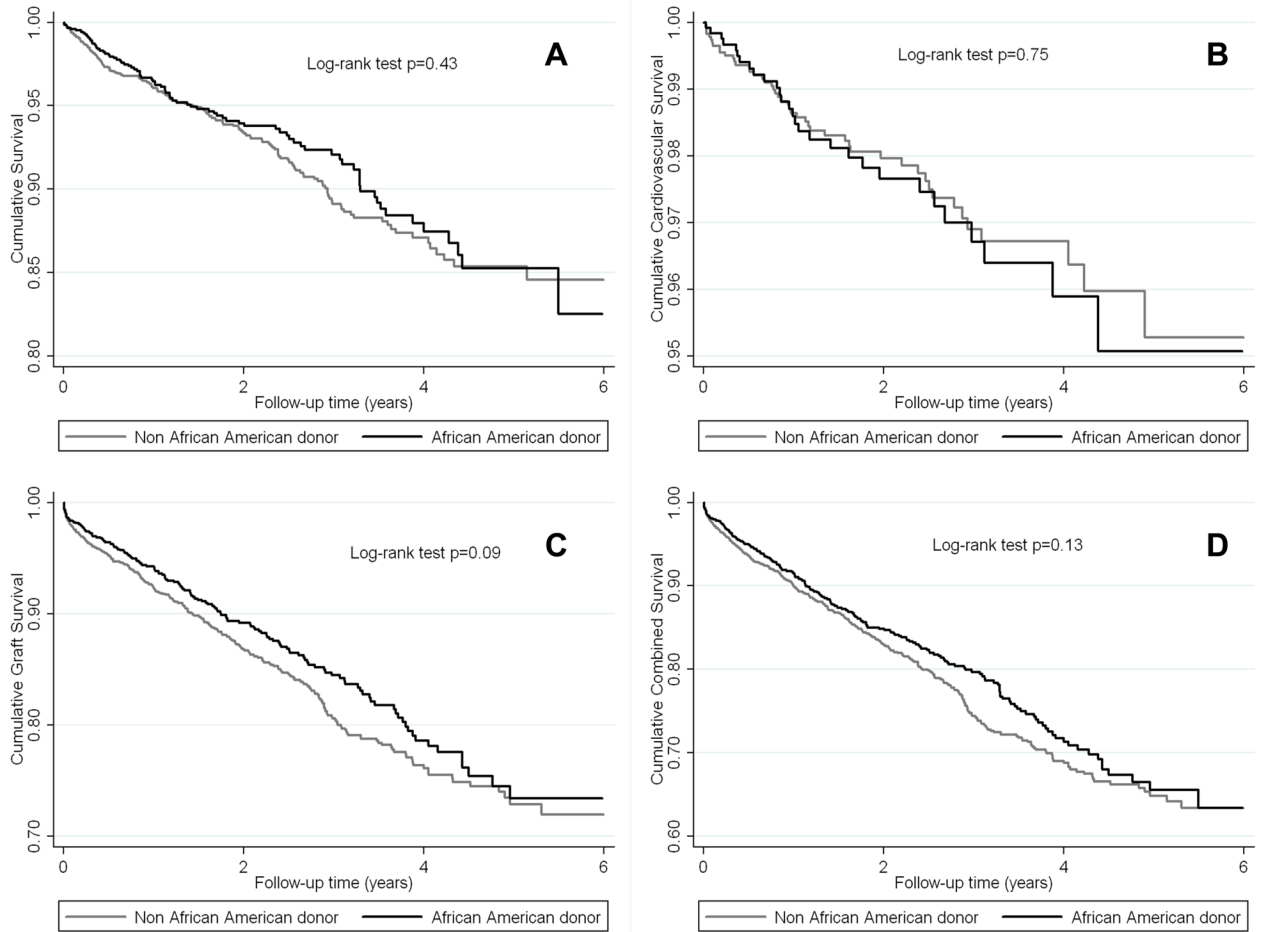 A
Log-rank test p=0.43
Cumulative Survival
1.00
0.95
0.90
0.85
0.80
0 2 4 6
Follow-up time (years)
Non African American donor African American donor
B
Log-rank test p=0.75
Cumulative Cardiovascular Survival
1.00
0.99
0.98
0.97
0.96
0.95
0 2 4 6
Follow-up time (years)
Non African American donor African American donor
C
Log-rank test p=0.09
Cumulative Graft Survival
1.00
0.90
0.80
0.70
0 2 4 6
Follow-up time (years)
Non African American donor African American donor
D
Log-rank test p=0.13
Cumulative Combined Survival
1.00
0.90
0.80
0.70
0.60
0 2 4 6
Follow-up time (years)
Non African American donor African American donor